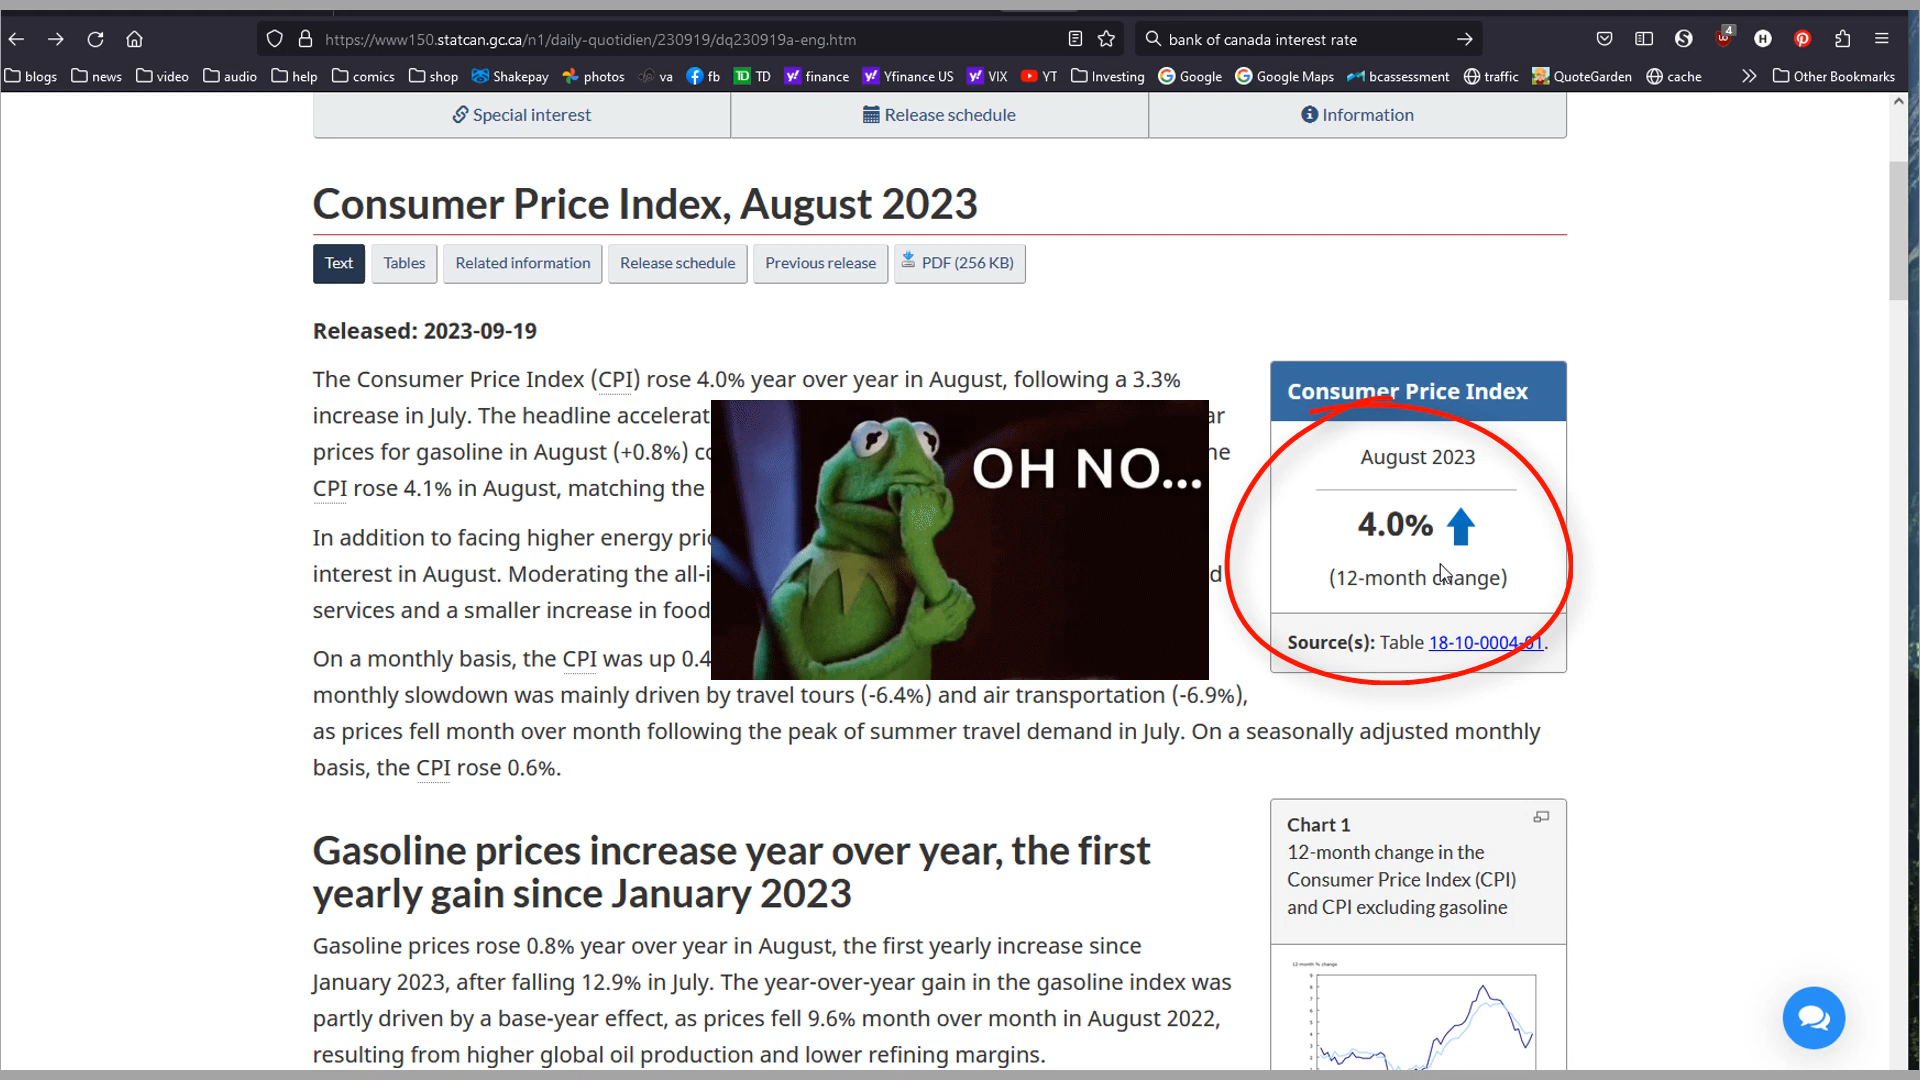 https://www150.statcan.gc.ca/n1/daily-quotidien/230919/dq230919a-eng.htm
bank of canada interest rate
4
blogs news video audio help comics shop Shakepay photos va fb TD TD finance Yfinance US VIX YT Investing Google Google Maps bcassessment traffic QuoteGarden cache Other Bookmarks
Special interest Release schedule Information
Consumer Price Index, August 2023
Text Tables Related information Release schedule Previous release PDF (256 KB)
Released: 2023-09-19
The Consumer Price Index (CPI) rose 4.0% year over year in August, following a 3.3%
increase in July. The headline accelerat
prices for gasoline in August (+0.8%)
CPI rose 4.1% in August, matching the
In addition to facing higher energy
interest in August. Moderating the
services and a smaller increase in food
On a monthly basis, the CPI was up 0.4
monthly slowdown was mainly driven by travel tours (-6.4%) and air transportation (-6.9%),
as prices fell month over month following the peak of summer travel demand in July. On a seasonally adjusted monthly
basis, the CPI rose 0.6%.
OH NO...
Consumer Price Index
August 2023
4.0%
(12-month change)
Source(s): Table 18-10-0004-01.
Gasoline prices increase year over year, the first
yearly gain since January 2023
Gasoline prices rose 0.8% year over year in August, the first yearly increase since
January 2023, after falling 12.9% in July. The year-over-year gain in the gasoline index was
partly driven by a base-year effect, as prices fell 9.6% month over month in August 2022,
resulting from higher global oil production and lower refining margins.
Chart 1
12-month change in the
Consumer Price Index (CPI)
and CPI excluding gasoline
12-month % change
9
8
7
6
5
4
3
2